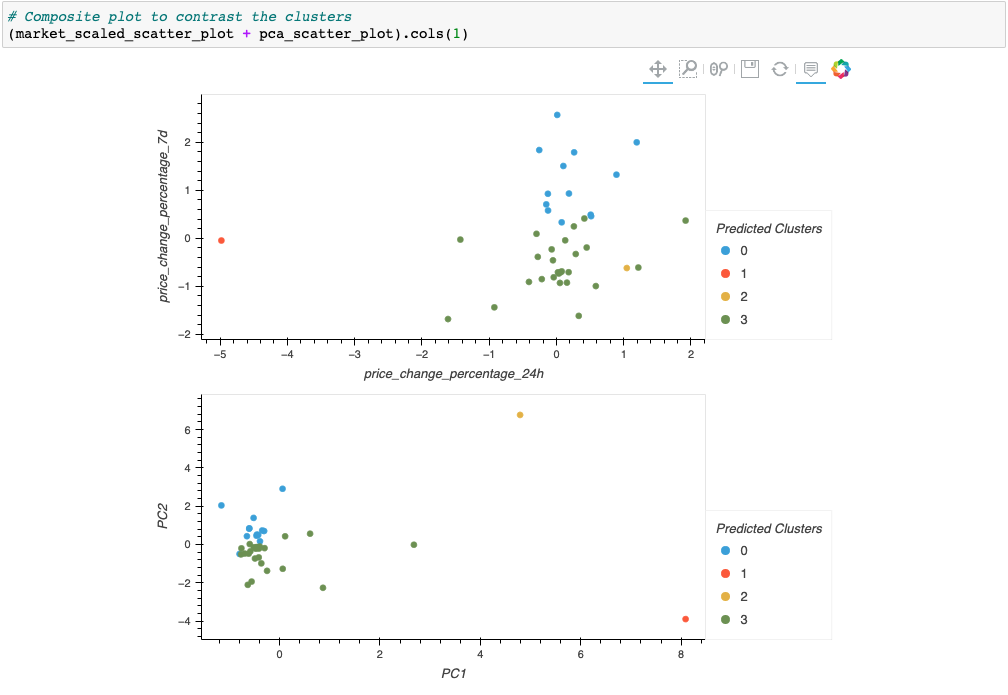 # Composite plot to contrast the clusters
(market_scaled_scatter_plot + pca_scatter_plot).cols(1)
price_change_percentage_7d
2
1
0
−1
−2
−5 −4 −3 −2 −1 0 1 2
price_change_percentage_24h
Predicted Clusters
0
1
2
3
PC2
6
4
2
0
−2
−4
0 2 4 6 8
PC1
Predicted Clusters
0
1
2
3